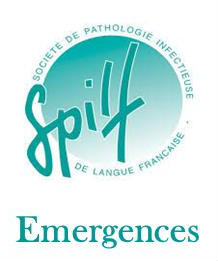 SOCIETE DE PATHOLOGIE INFECTIEUSE
Spilf
DE LANGUE FRANCAISE -
Emergences